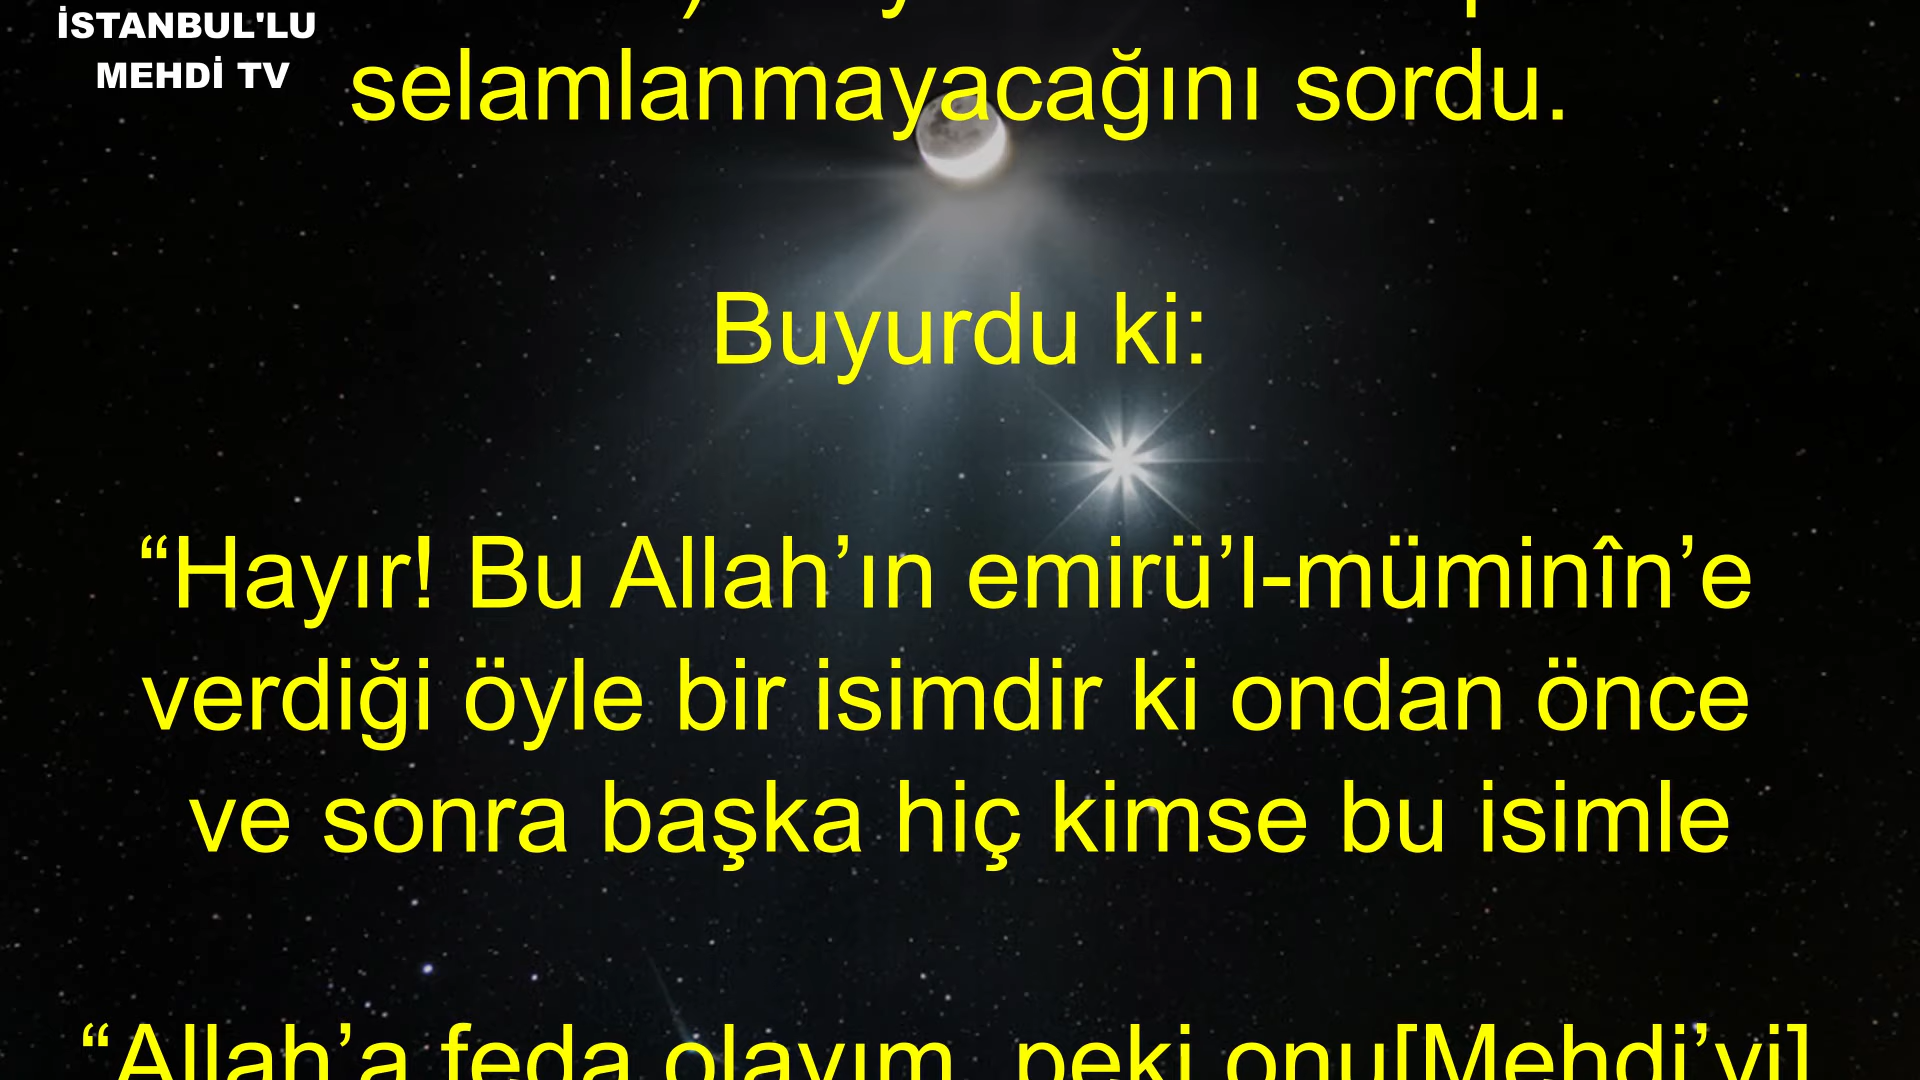 İSTANBUL'LU
MEHDİ TV
selamlanmayacağını sordu.
Buyurdu ki:
“Hayır! Bu Allah’ın emirü’l-müminîn’e
verdiği öyle bir isimdir ki ondan önce
ve sonra başka hiç kimse bu isimle
“Allah’a feda olayım, peki onu[Mehdi’yi]